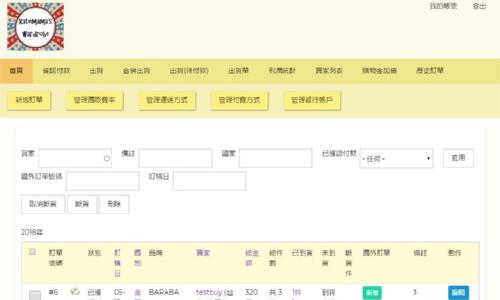 KateMama's
Wardrobe
我的帳號 登出
首頁 確認付款 出貨 合併出貨 出貨(待付款) 出貨單 利潤統計 買家列表 購物金加值 歷史訂單
新增訂單 管理國際費率 管理運送方式 管理付費方式 管理銀行帳戶
買家 備註 國家 已確認付款 - 任何 - 套用
國外訂單號碼 訂購日
取消斷貨 斷貨 刪除
2018年
訂單號碼 狀態 訂購日 國籍 品牌 買家 總金額 總件數 已到貨 未到貨 斷貨件 國外訂單 備註 動作
#6 已確 05- 美 BARABA testbuy (台 320 共 3 1件 到貨 新增 3 編輯